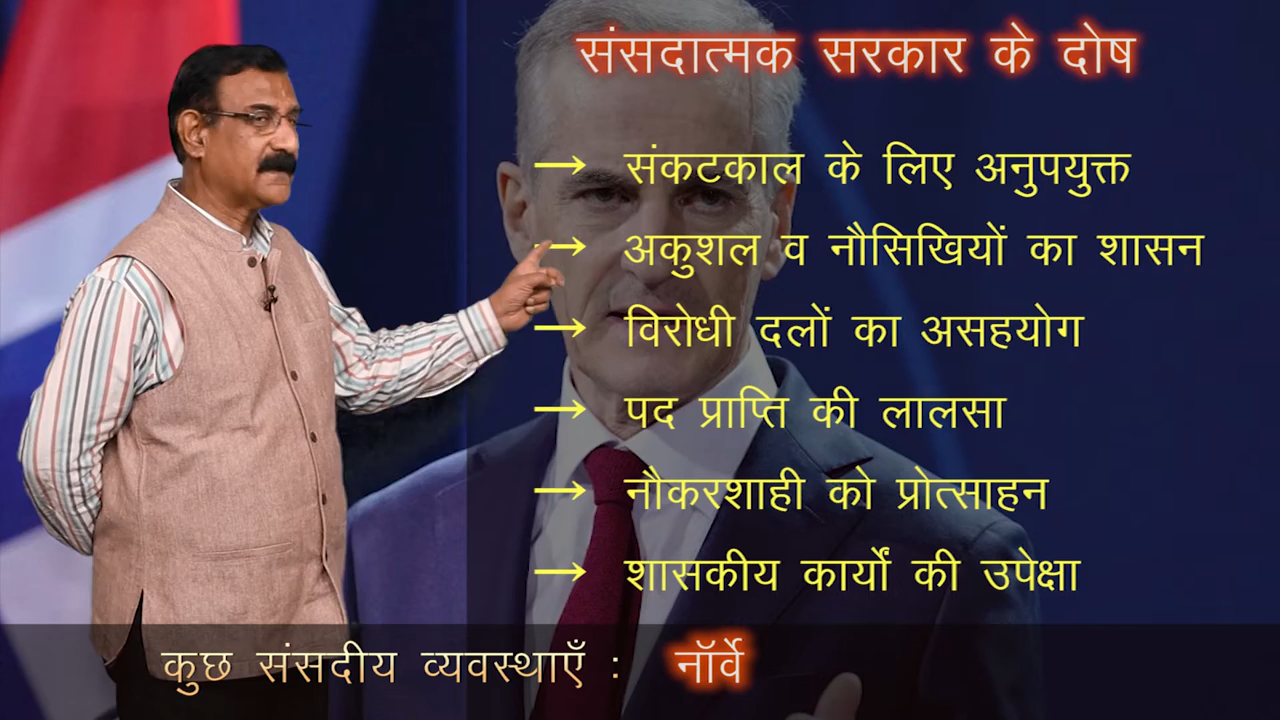 संसदात्मक सरकार के दोष
→ संकटकाल के लिए अनुपयुक्त
→ अकुशल व नौसिखियों का शासन
→ विरोधी दलों का असहयोग
→ पद प्राप्ति की लालसा
→ नौकरशाही को प्रोत्साहन
→ शासकीय कार्यों की उपेक्षा
कुछ संसदीय व्यवस्थाएँ : नॉर्वे